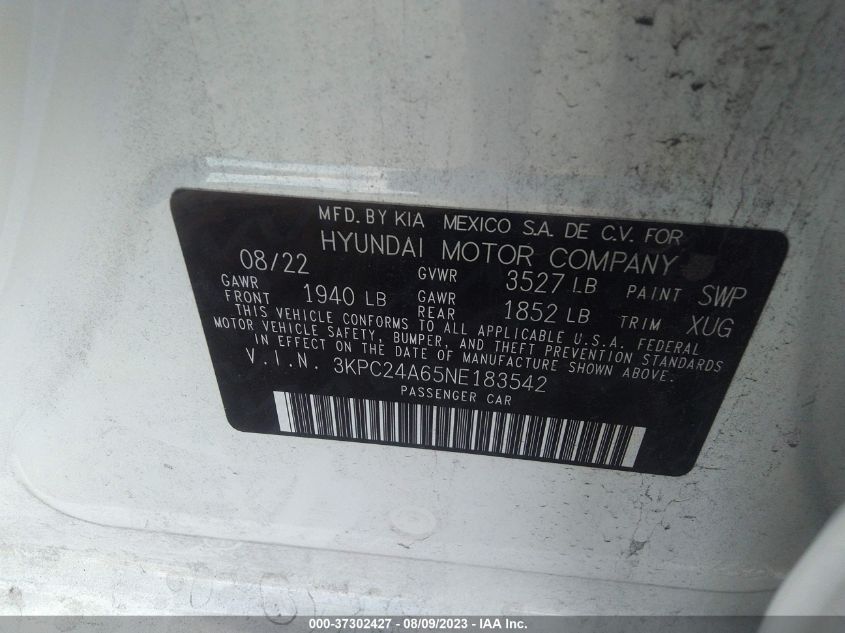 MFD. BY KIA MEXICO S.A. DE C.V. FOR
HYUNDAI MOTOR COMPANY
08/22 GVWR 3527 LB PAINT SWP
GAWR FRONT 1940 LB GAWR REAR 1852 LB TRIM XUG
THIS VEHICLE CONFORMS TO ALL APPLICABLE U.S.A. FEDERAL
MOTOR VEHICLE SAFETY, BUMPER, AND THEFT PREVENTION STANDARDS
IN EFFECT ON THE DATE OF MANUFACTURE SHOWN ABOVE.
V.I.N. 3KPC24A65NE183542
PASSENGER CAR
000-37302427 - 08/09/2023 - IAA Inc.